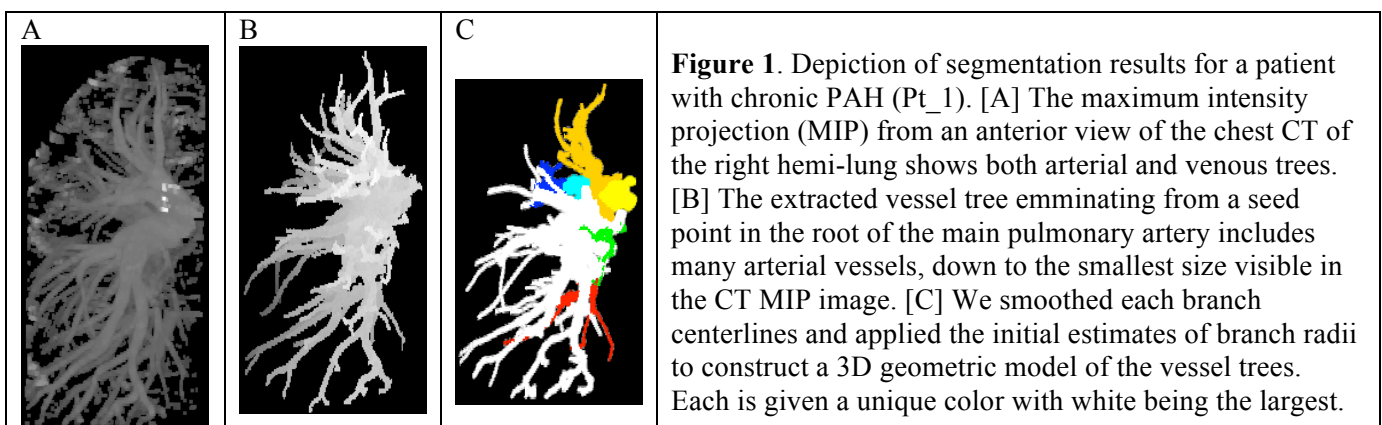 A
B
C
Figure 1. Depiction of segmentation results for a patient
with chronic PAH (Pt_1). [A] The maximum intensity
projection (MIP) from an anterior view of the chest CT of
the right hemi-lung shows both arterial and venous trees.
[B] The extracted vessel tree emminating from a seed
point in the root of the main pulmonary artery includes
many arterial vessels, down to the smallest size visible in
the CT MIP image. [C] We smoothed each branch
centerlines and applied the initial estimates of branch radii
to construct a 3D geometric model of the vessel trees.
Each is given a unique color with white being the largest.